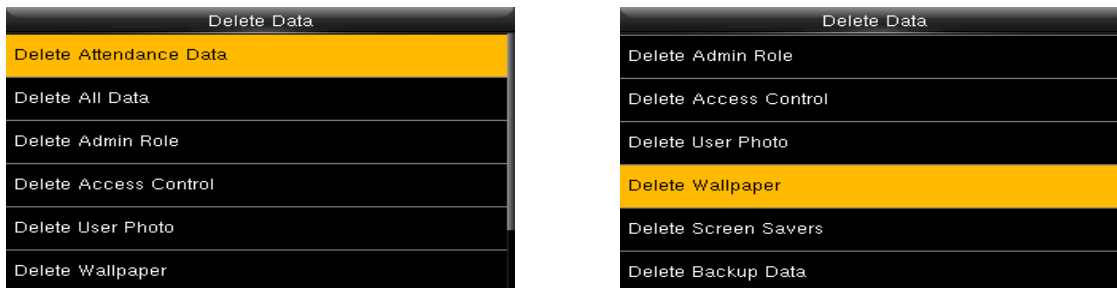 Delete Data
Delete Attendance Data
Delete All Data
Delete Admin Role
Delete Access Control
Delete User Photo
Delete Wallpaper
Delete Data
Delete Admin Role
Delete Access Control
Delete User Photo
Delete Wallpaper
Delete Screen Savers
Delete Backup Data